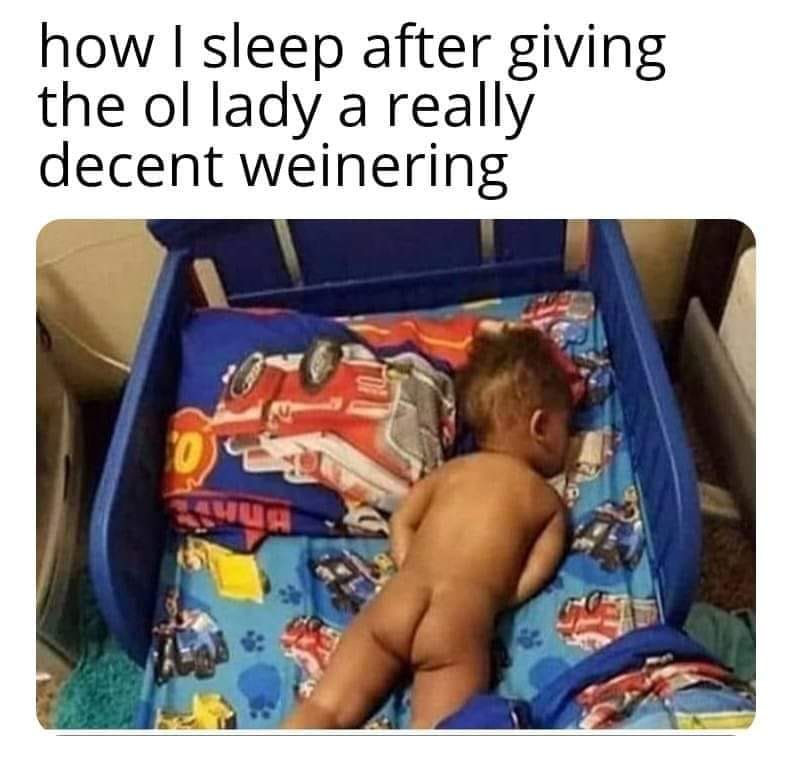 how I sleep after giving
the ol lady a really
decent weinering